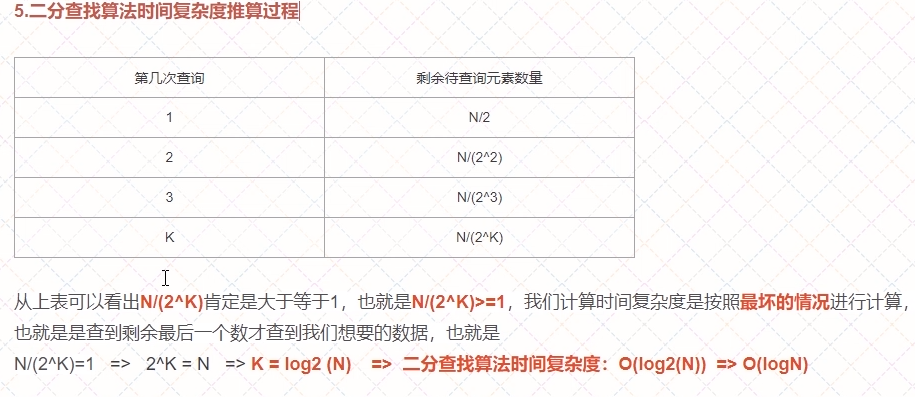 5.二分查找算法时间复杂度推算过程
第几次查询 剩余待查询元素数量
1 N/2
2 N/(2^2)
3 N/(2^3)
K N/(2^K)
从上表可以看出N/(2^K)肯定是大于等于1，也就是N/(2^K)>=1，我们计算时间复杂度是按照最坏的情况进行计算，
也就是是查到剩余最后一个数才查到我们想要的数据，也就是
N/(2^K)=1 => 2^K = N => K = log2 (N) => 二分查找算法时间复杂度：O(log2(N)) => O(logN)